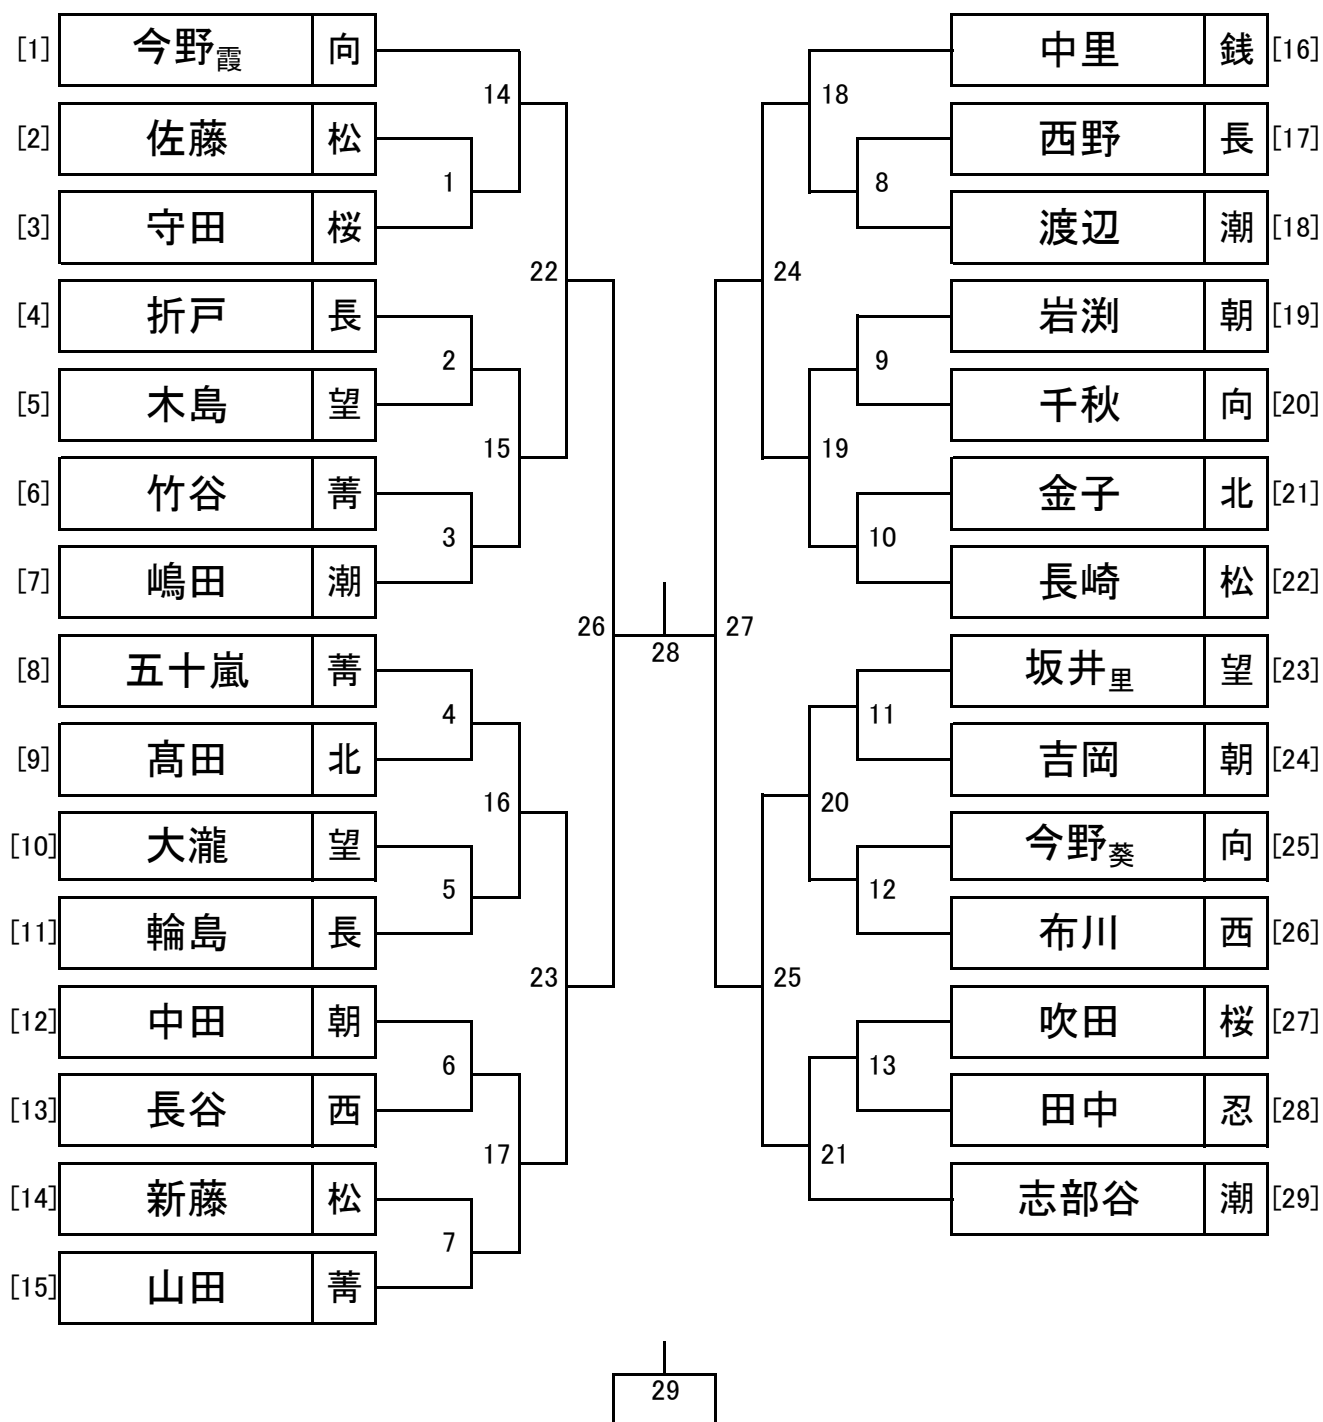 [1] 今野霞 向
[2] 佐藤 松
[3] 守田 桜
[4] 折戸 長
[5] 木島 望
[6] 竹谷 菁
[7] 嶋田 潮
[8] 五十嵐 菁
[9] 髙田 北
[10] 大瀧 望
[11] 輪島 長
[12] 中田 朝
[13] 長谷 西
[14] 新藤 松
[15] 山田 菁
14
1
22
2
15
3
26
4
16
5
23
6
17
7
28
29
18
8
24
9
19
10
27
11
20
12
25
13
21
中里 銭 [16]
西野 長 [17]
渡辺 潮 [18]
岩渕 朝 [19]
千秋 向 [20]
金子 北 [21]
長崎 松 [22]
坂井里 望 [23]
吉岡 朝 [24]
今野葵 向 [25]
布川 西 [26]
吹田 桜 [27]
田中 忍 [28]
志部谷 潮 [29]